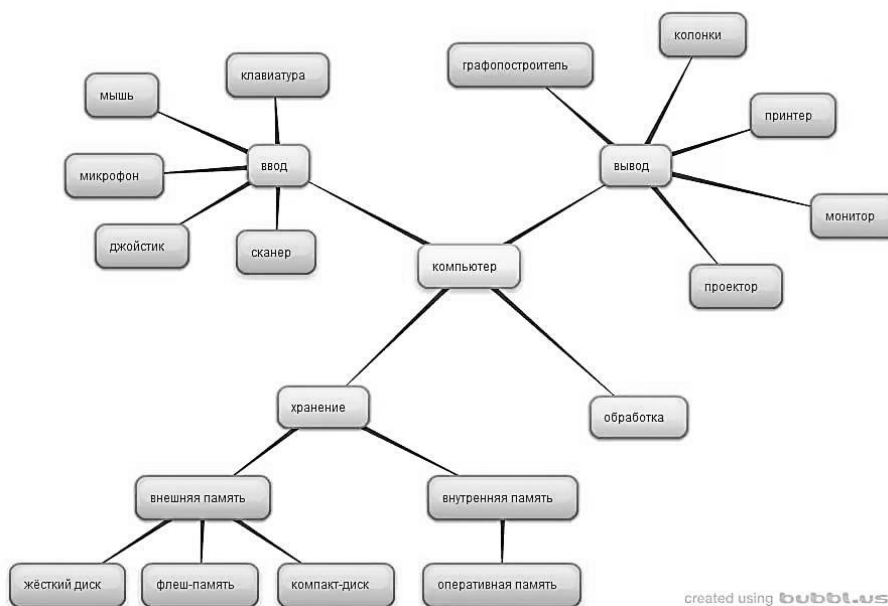 колонки
графопостроитель
клавиатура
мышь
принтер
ввод
вывод
микрофон
монитор
джойстик
сканер
компьютер
проектор
хранение
обработка
внешняя память
внутренняя память
жёсткий диск
флеш-память
компакт-диск
оперативная память
created using bubbl.us